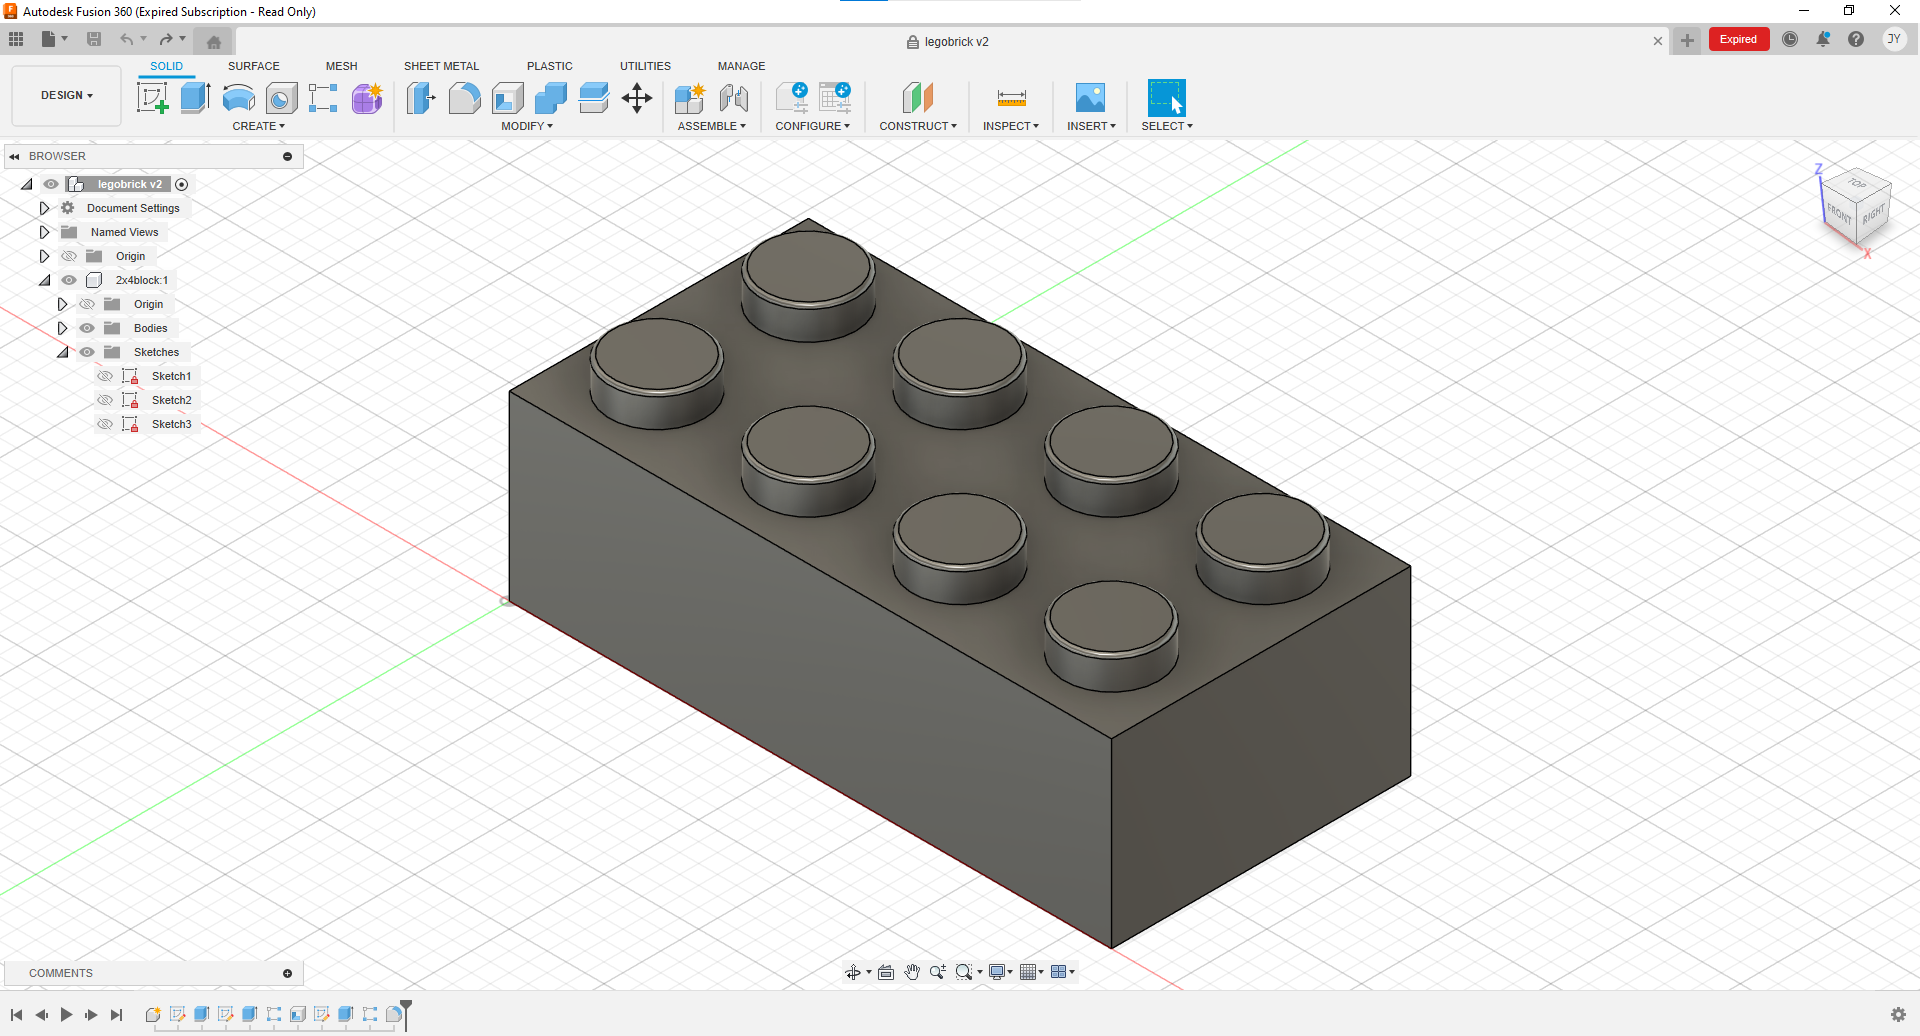 Autodesk Fusion 360 (Expired Subscription - Read Only)
legobrick v2
Expired
JY
DESIGN
SOLID SURFACE MESH SHEET METAL PLASTIC UTILITIES MANAGE
CREATE MODIFY ASSEMBLE CONFIGURE CONSTRUCT INSPECT INSERT SELECT
BROWSER
legobrick v2
Document Settings
Named Views
Origin
2x4block:1
Origin
Bodies
Sketches
Sketch1
Sketch2
Sketch3
Z
TOP
FRONT RIGHT
X
COMMENTS